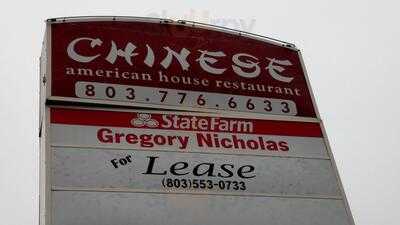 CHINESE
american house restaurant
803.776.6633
State Farm
Gregory Nicholas
For Lease
(803)553-0733